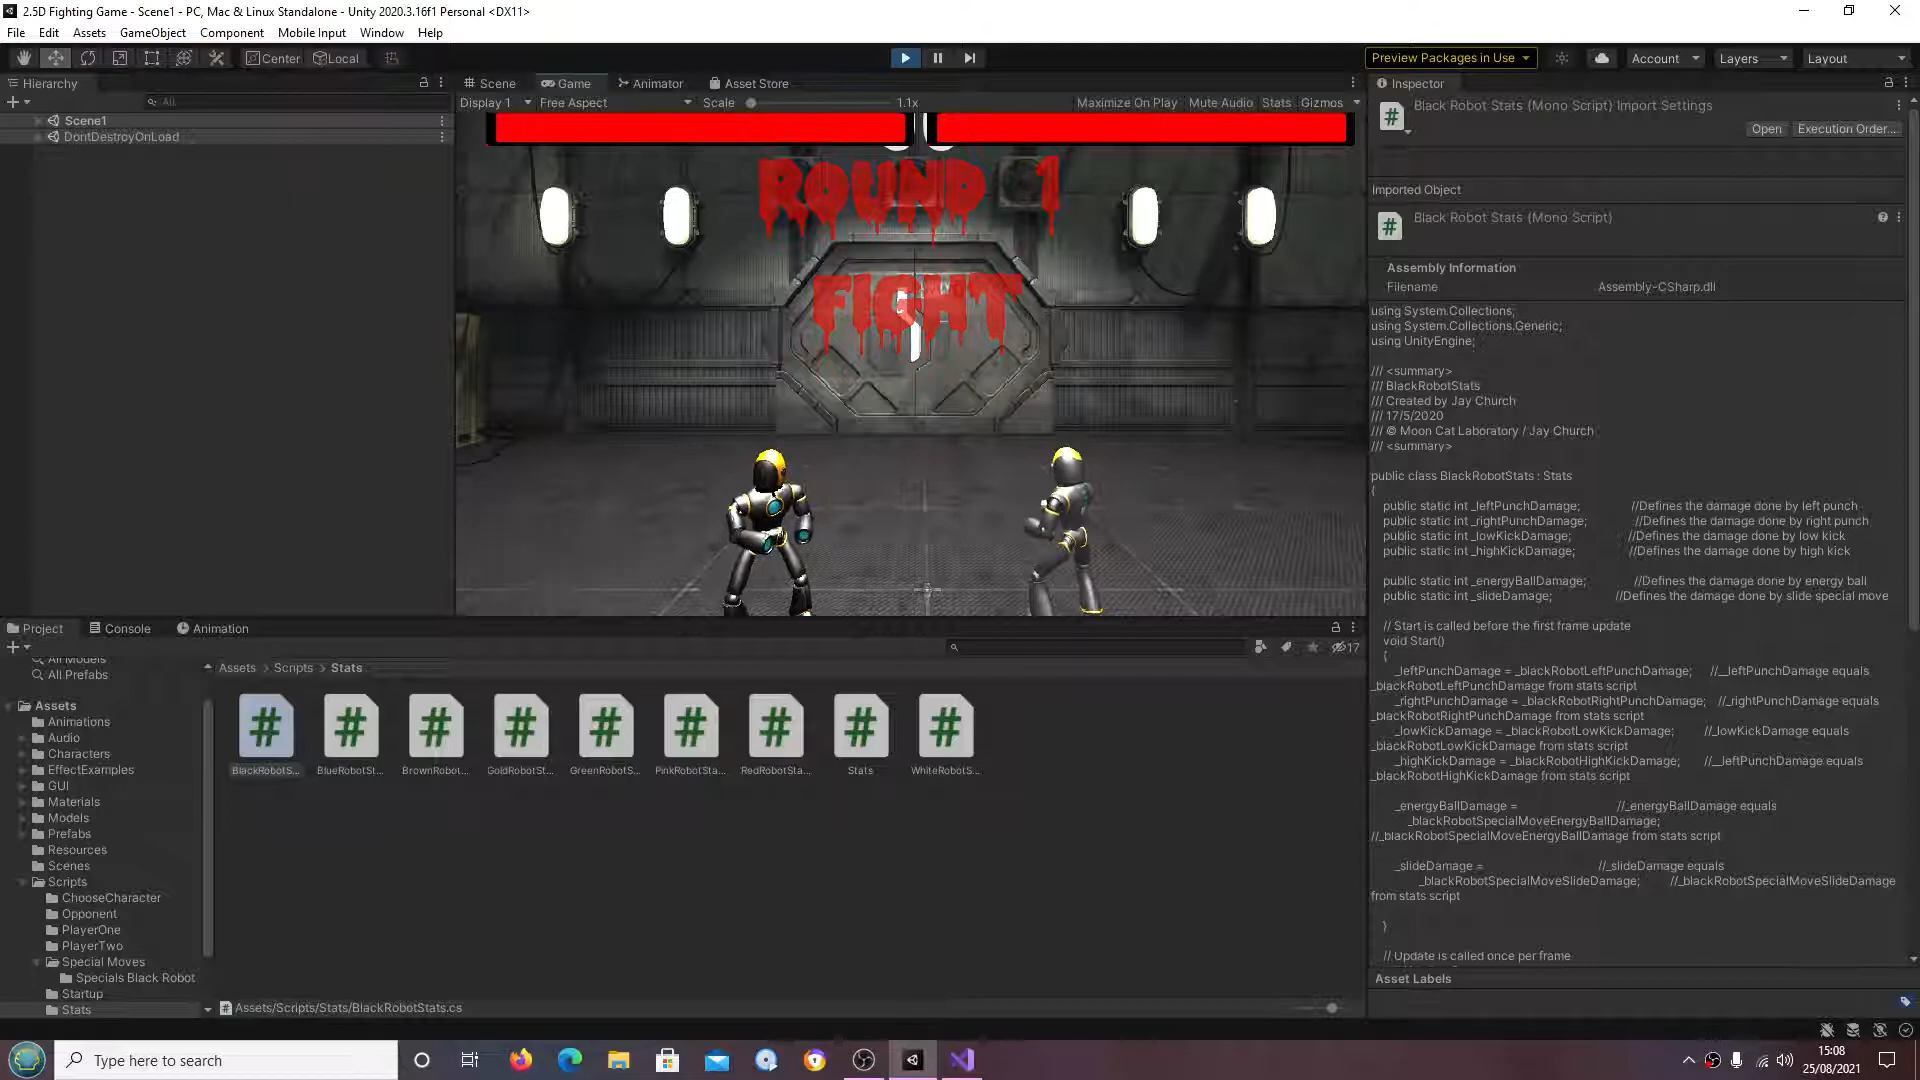 2.5D Fighting Game - Scene1 - PC, Mac & Linux Standalone - Unity 2020.3.16f1 Personal <DX11>
File Edit Assets GameObject Component Mobile Input Window Help
Center Local
Preview Packages in Use
Account Layers Layout
Hierarchy
All
Scene1
DontDestroyOnLoad
Scene Game Animator Asset Store
Display 1 Free Aspect Scale 1.1x Maximize On Play Mute Audio Stats Gizmos
ROUND 1
FIGHT
Inspector
Black Robot Stats (Mono Script) Import Settings
Open Execution Order...
Imported Object
Black Robot Stats (Mono Script)
Assembly Information
Filename Assembly-CSharp.dll
using System.Collections;
using System.Collections.Generic;
using UnityEngine;
/// <summary>
/// BlackRobotStats
/// Created by Jay Church
/// 17/5/2020
/// © Moon Cat Laboratory / Jay Church
/// <summary>
public class BlackRobotStats : Stats
{
public static int _leftPunchDamage; //Defines the damage done by left punch
public static int _rightPunchDamage; //Defines the damage done by right punch
public static int _lowKickDamage; //Defines the damage done by low kick
public static int _highKickDamage; //Defines the damage done by high kick
public static int _energyBallDamage; //Defines the damage done by energy ball
public static int _slideDamage; //Defines the damage done by slide special move
// Start is called before the first frame update
void Start()
{
_leftPunchDamage = _blackRobotLeftPunchDamage; //_leftPunchDamage equals
_blackRobotLeftPunchDamage from stats script
_rightPunchDamage = _blackRobotRightPunchDamage; //_rightPunchDamage equals
_blackRobotRightPunchDamage from stats script
_lowKickDamage = _blackRobotLowKickDamage; //_lowKickDamage equals
_blackRobotLowKickDamage from stats script
_highKickDamage = _blackRobotHighKickDamage; //_leftPunchDamage equals
_blackRobotHighKickDamage from stats script
_energyBallDamage = //_energyBallDamage equals
_blackRobotSpecialMoveEnergyBallDamage;
//_blackRobotSpecialMoveEnergyBallDamage from stats script
_slideDamage = //_slideDamage equals
_blackRobotSpecialMoveSlideDamage; //_blackRobotSpecialMoveSlideDamage
from stats script
}
// Update is called once per frame
Asset Labels
Project Console Animation
17
All Models
All Prefabs
Assets
Animations
Audio
Characters
EffectExamples
GUI
Materials
Models
Prefabs
Resources
Scenes
Scripts
ChooseCharacter
Opponent
PlayerOne
PlayerTwo
Special Moves
Specials Black Robot
Startup
Stats
Assets > Scripts > Stats
BlackRobotS... BlueRobotSt... BrownRobot... GoldRobotSt... GreenRobotS... PinkRobotSta... RedRobotSta... Stats WhiteRobotS...
Assets/Scripts/Stats/BlackRobotStats.cs
Type here to search
15:08
25/08/2021